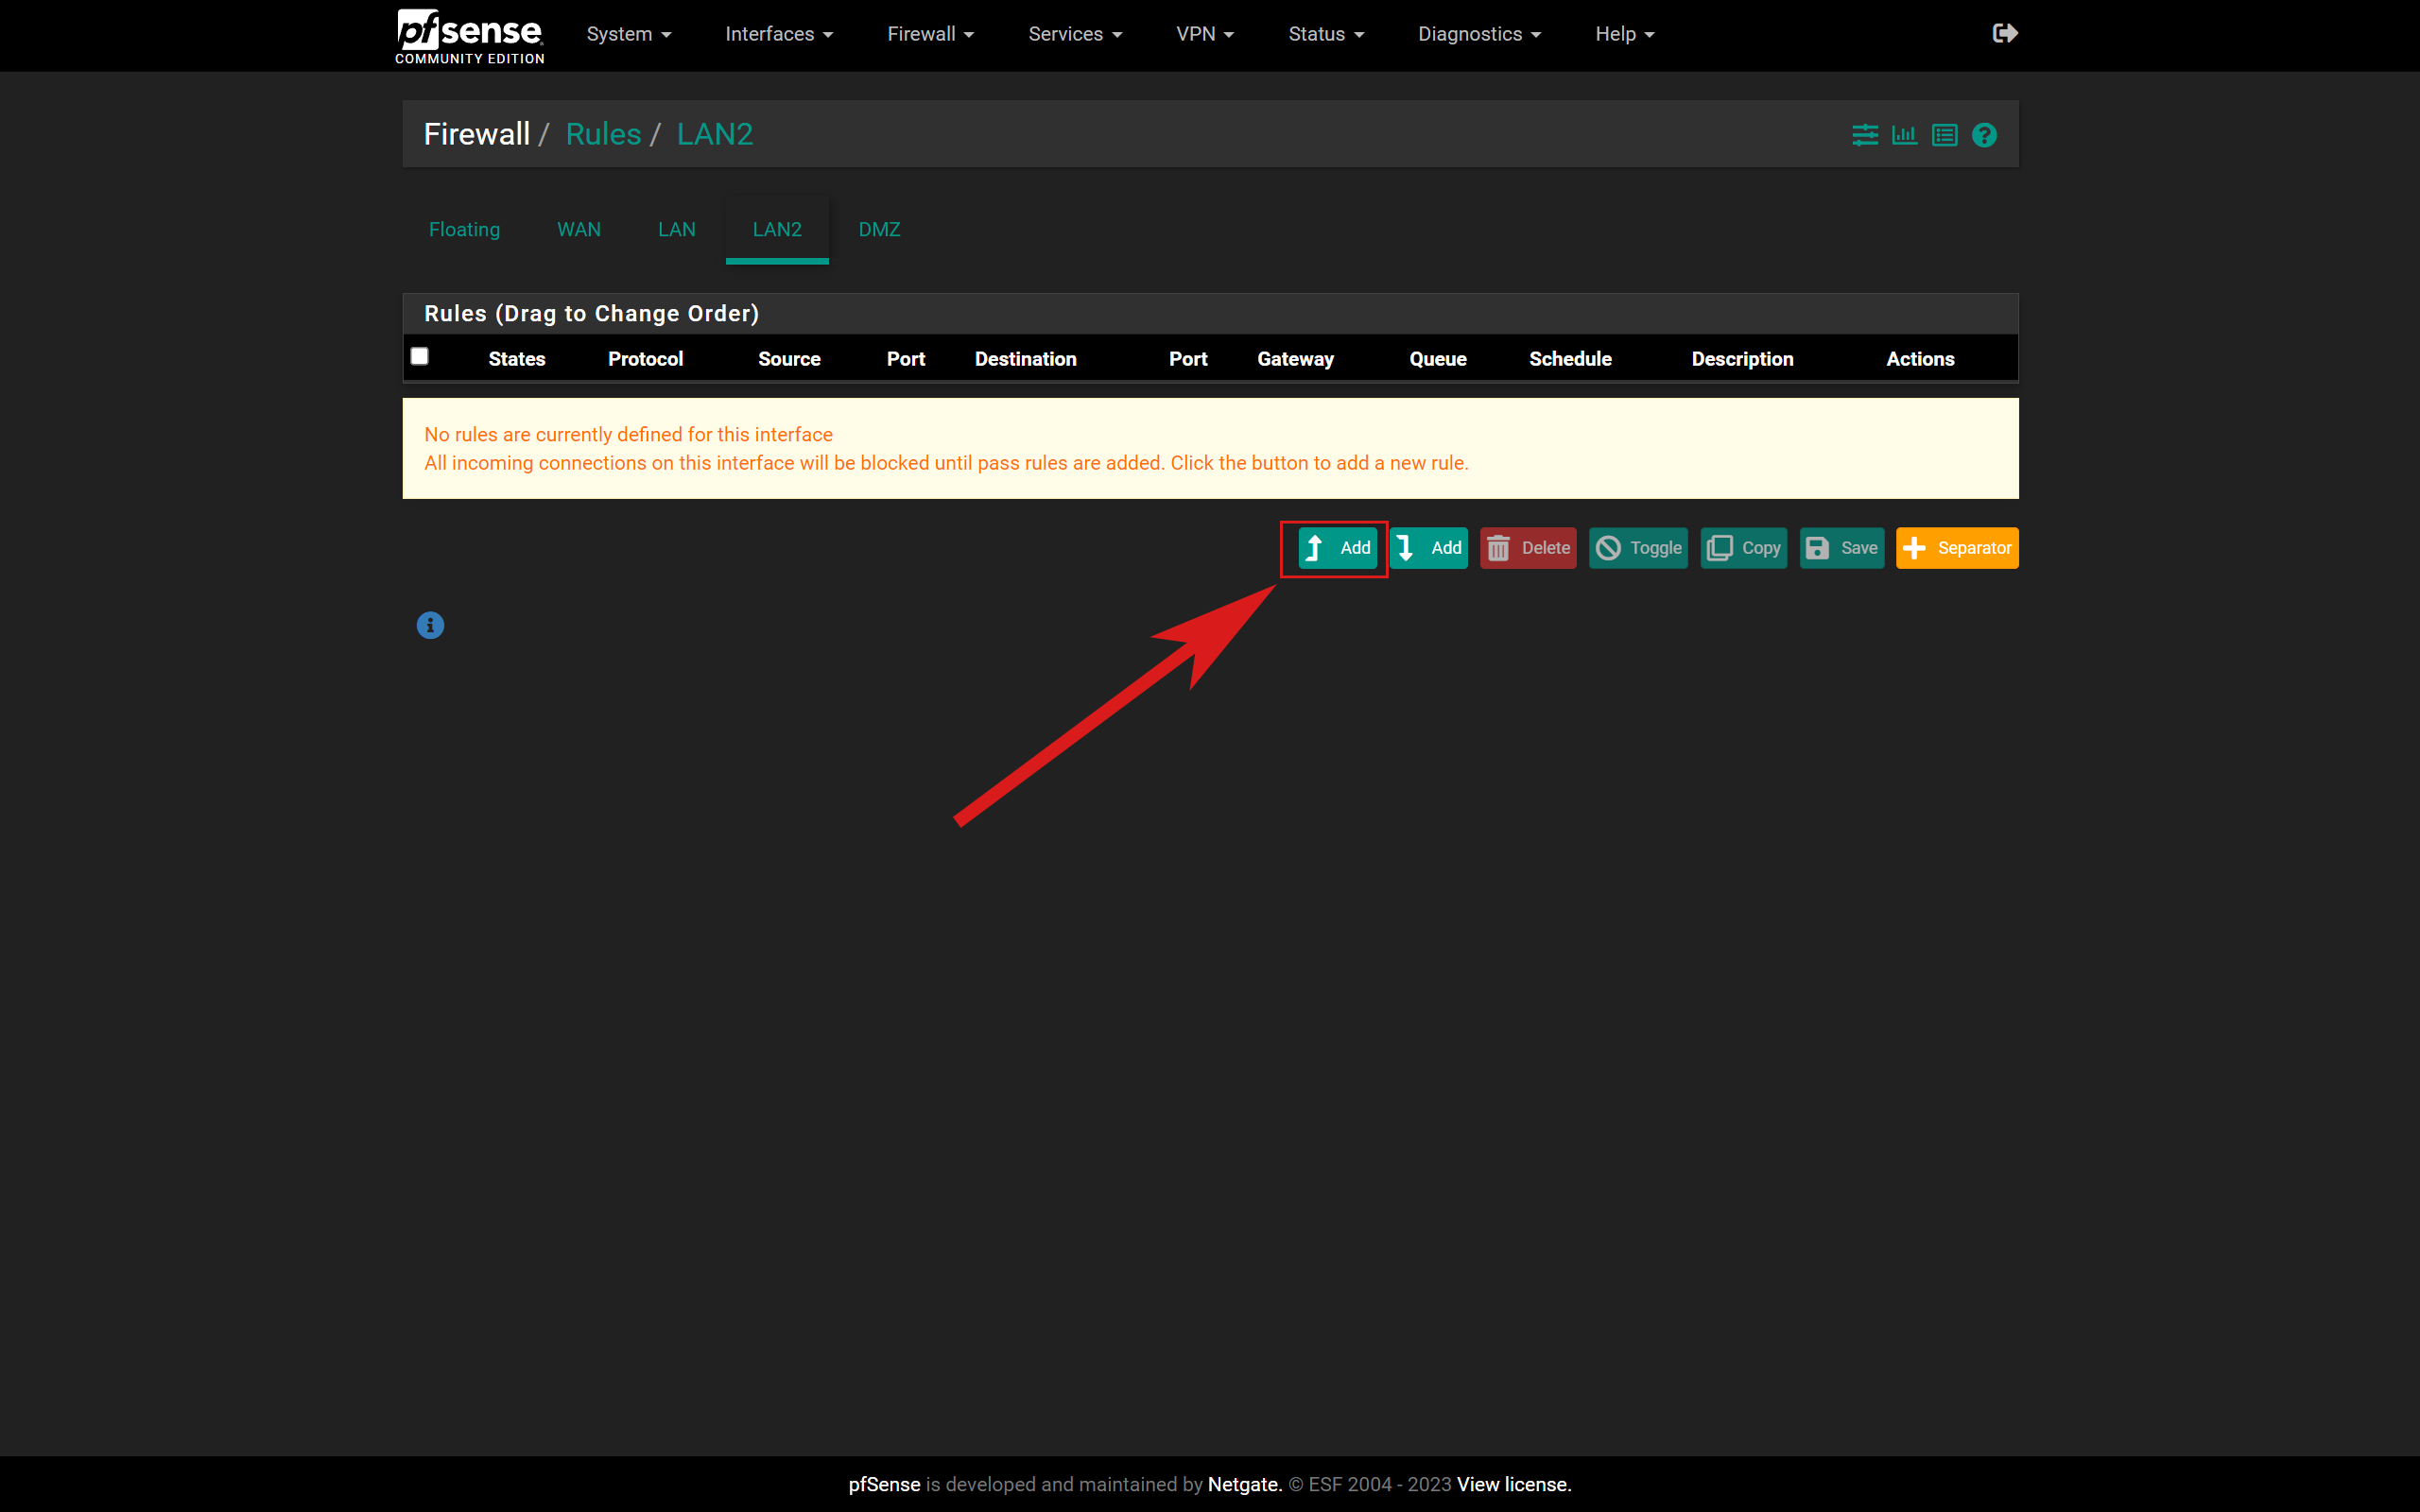 pfsense
COMMUNITY EDITION
System Interfaces Firewall Services VPN Status Diagnostics Help
Firewall / Rules / LAN2
Floating WAN LAN LAN2 DMZ
Rules (Drag to Change Order)
States Protocol Source Port Destination Port Gateway Queue Schedule Description Actions
No rules are currently defined for this interface
All incoming connections on this interface will be blocked until pass rules are added. Click the button to add a new rule.
Add Add Delete Toggle Copy Save Separator
pfSense is developed and maintained by Netgate. © ESF 2004 - 2023 View license.